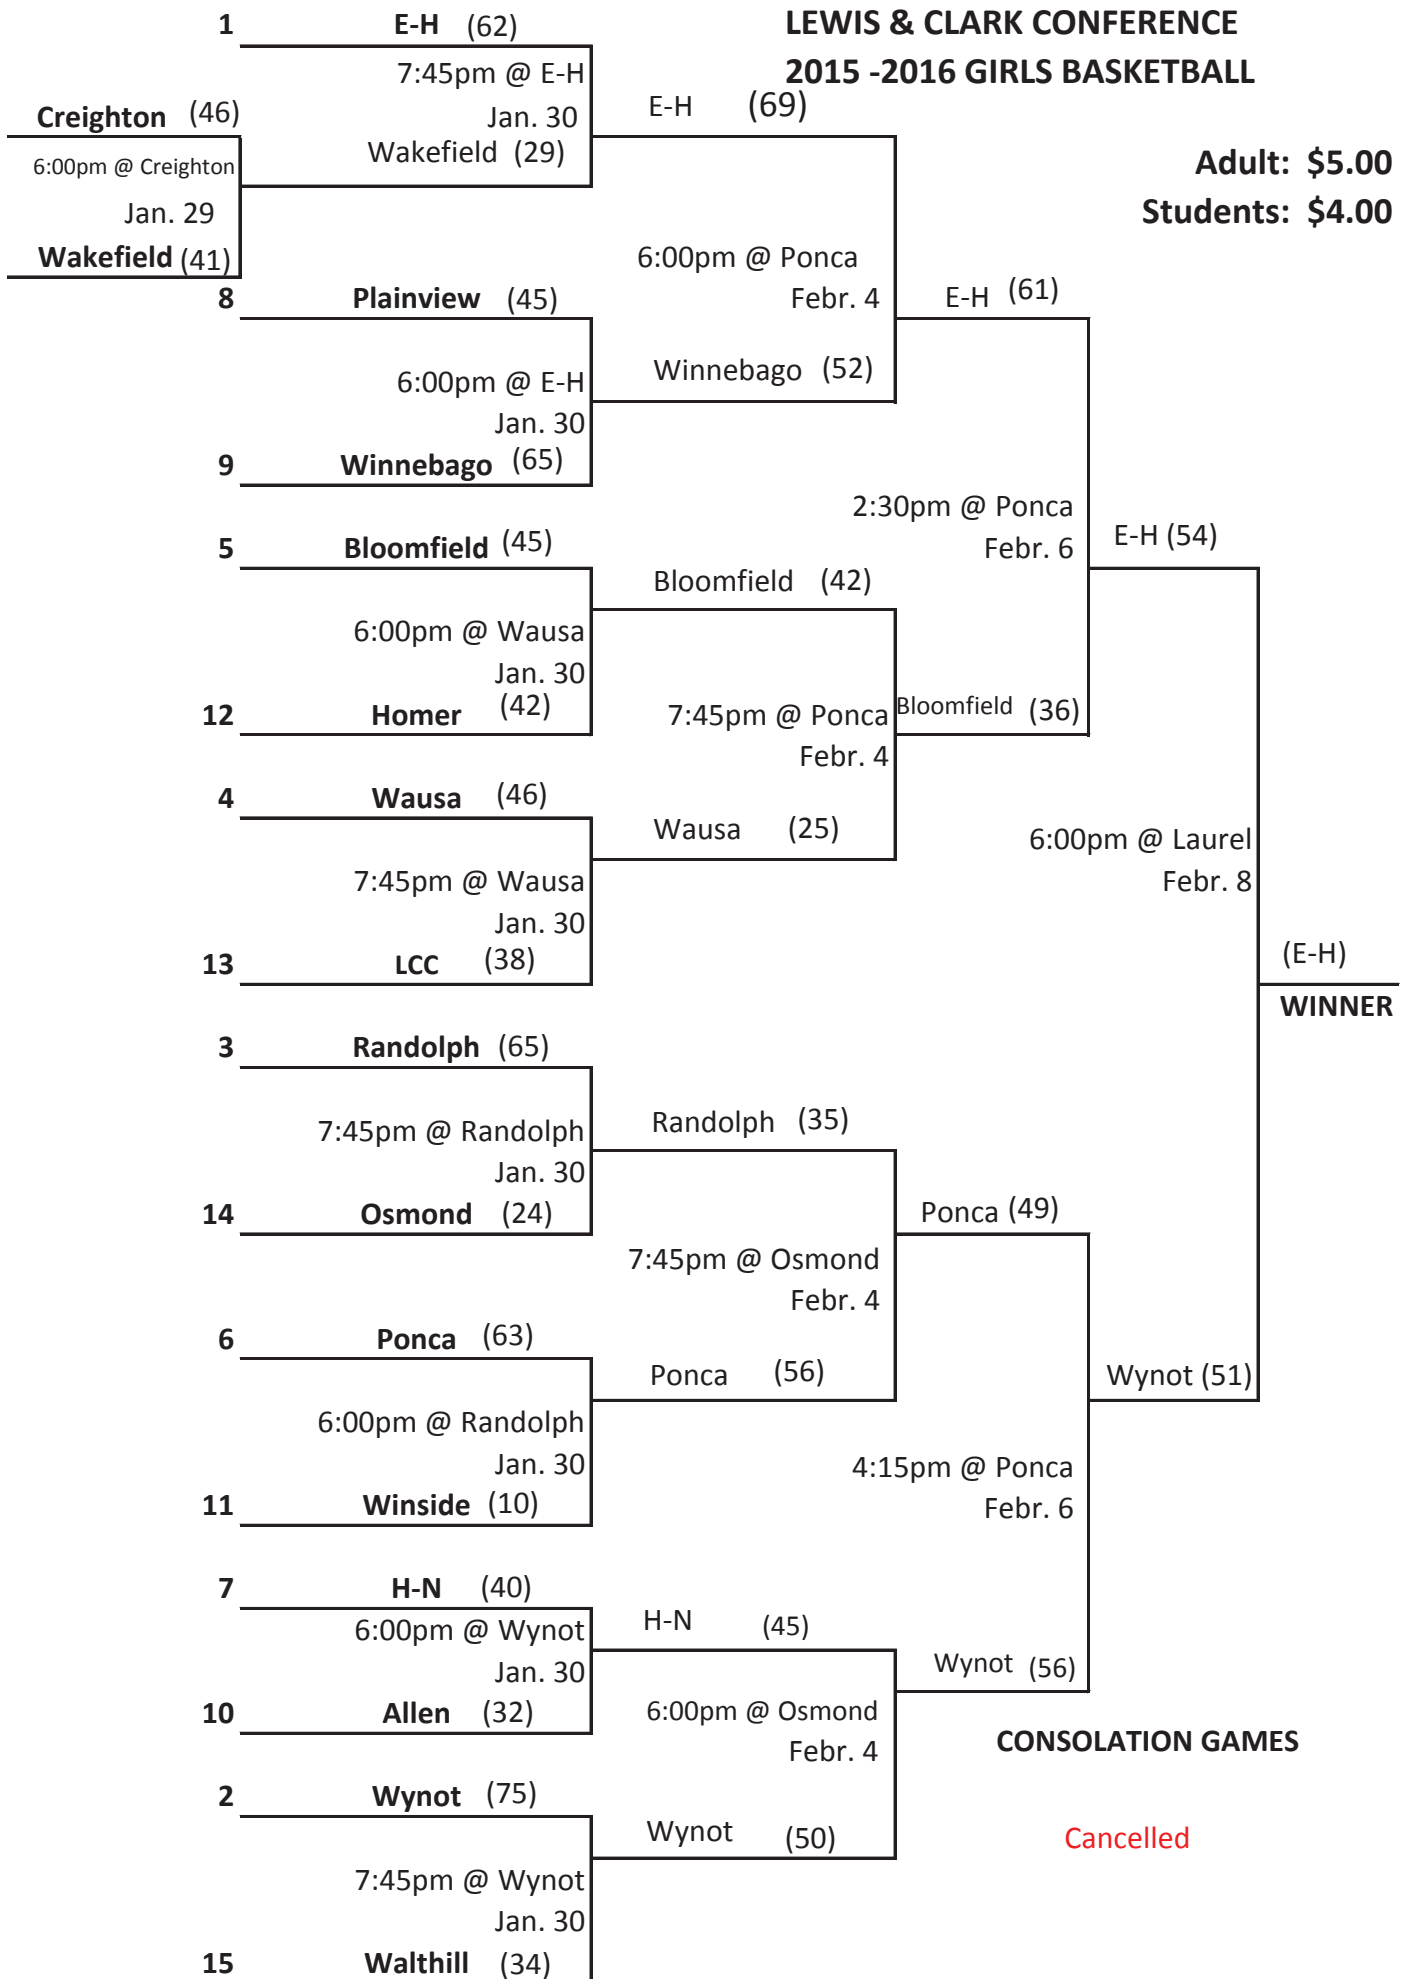 LEWIS & CLARK CONFERENCE
2015 -2016 GIRLS BASKETBALL
Adult: $5.00
Students: $4.00
1 E-H (62)
7:45pm @ E-H
Jan. 30
Wakefield (29)
Creighton (46)
6:00pm @ Creighton
Jan. 29
Wakefield (41)
E-H (69)
8 Plainview (45)
6:00pm @ E-H
Jan. 30
9 Winnebago (65)
6:00pm @ Ponca
Febr. 4
Winnebago (52)
E-H (61)
5 Bloomfield (45)
6:00pm @ Wausa
Jan. 30
12 Homer (42)
Bloomfield (42)
2:30pm @ Ponca
Febr. 6
E-H (54)
7:45pm @ Ponca
Febr. 4
Bloomfield (36)
4 Wausa (46)
7:45pm @ Wausa
Jan. 30
13 LCC (38)
Wausa (25)
6:00pm @ Laurel
Febr. 8
(E-H)
WINNER
3 Randolph (65)
7:45pm @ Randolph
Jan. 30
14 Osmond (24)
Randolph (35)
7:45pm @ Osmond
Febr. 4
Ponca (49)
6 Ponca (63)
6:00pm @ Randolph
Jan. 30
11 Winside (10)
Ponca (56)
Wynot (51)
4:15pm @ Ponca
Febr. 6
7 H-N (40)
6:00pm @ Wynot
Jan. 30
10 Allen (32)
H-N (45)
6:00pm @ Osmond
Febr. 4
Wynot (56)
2 Wynot (75)
7:45pm @ Wynot
Jan. 30
15 Walthill (34)
Wynot (50)
CONSOLATION GAMES
Cancelled